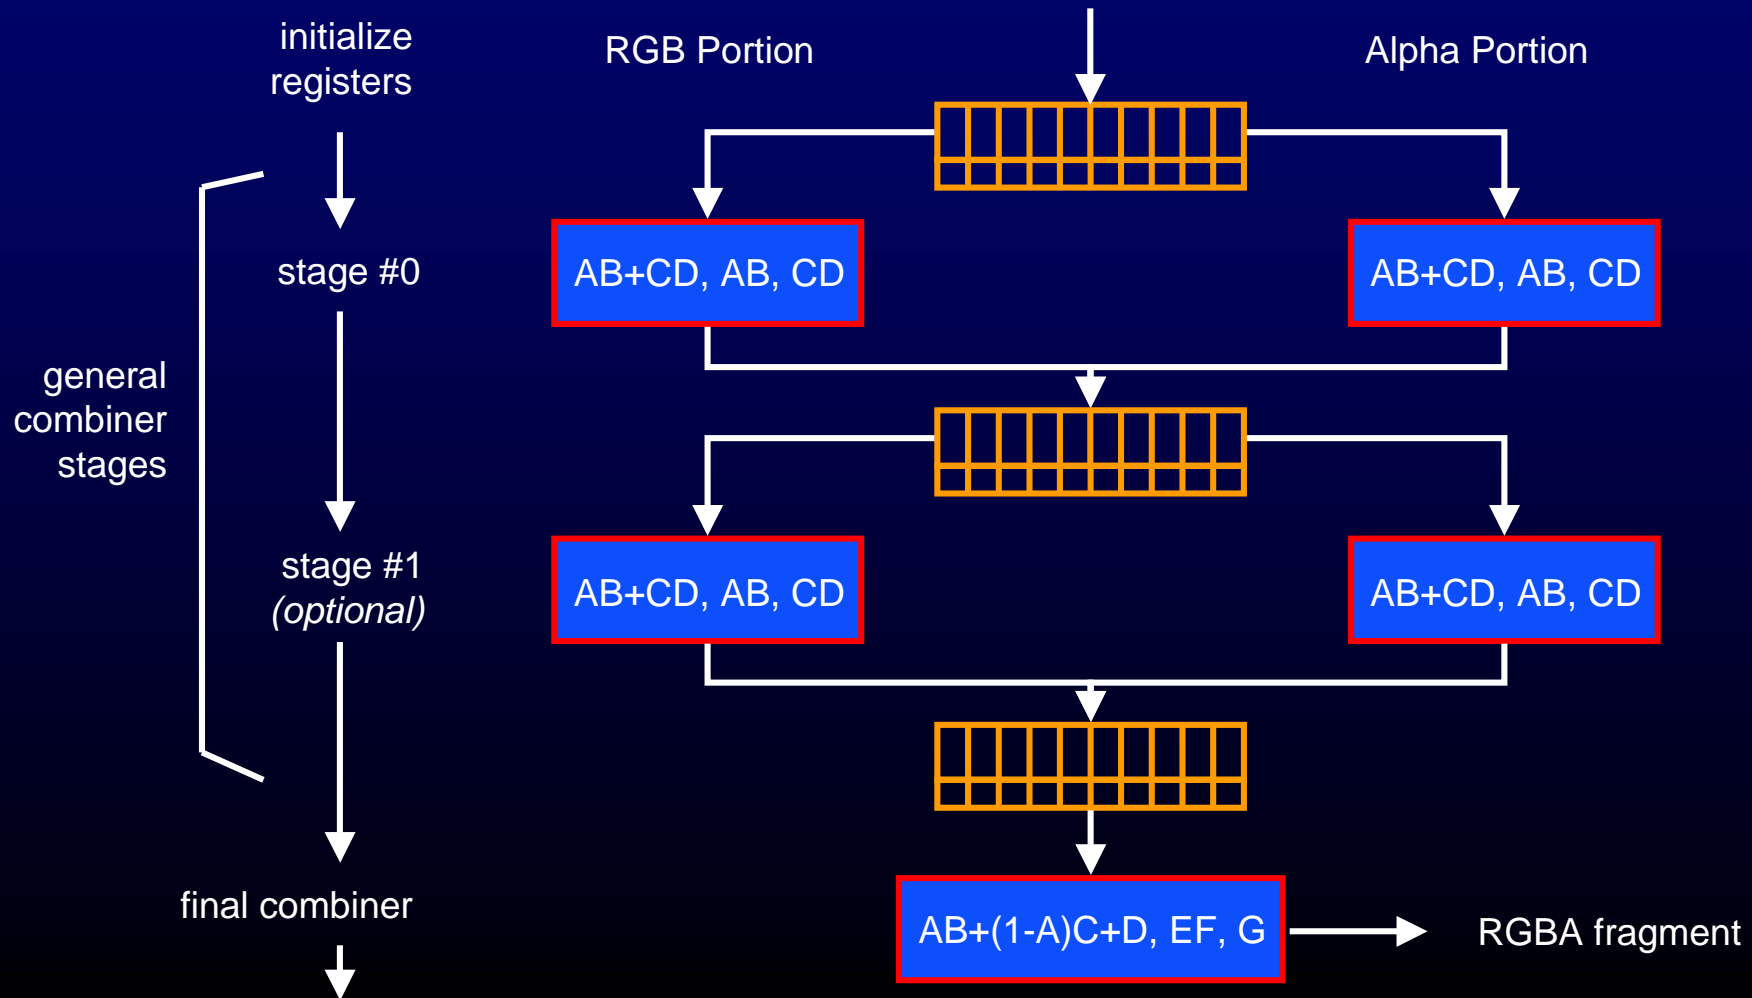 initialize
registers
RGB Portion
Alpha Portion
stage #0
AB+CD, AB, CD
AB+CD, AB, CD
general
combiner
stages
stage #1
(optional)
AB+CD, AB, CD
AB+CD, AB, CD
final combiner
AB+(1-A)C+D, EF, G
RGBA fragment